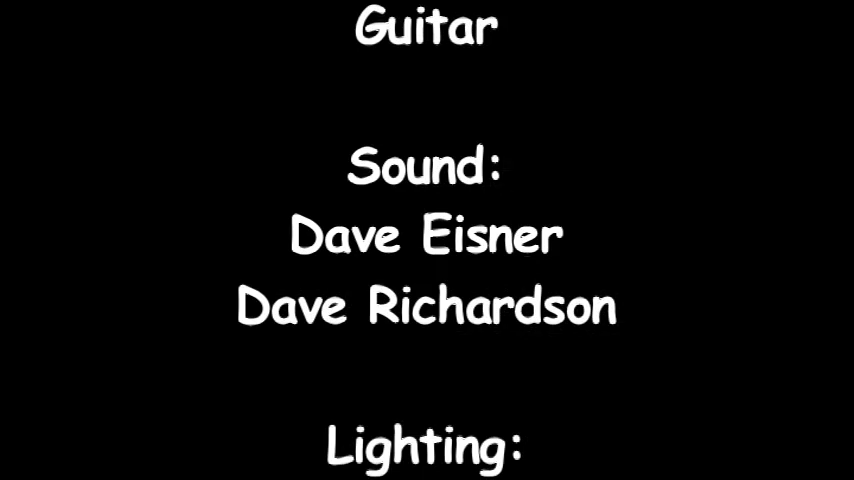 Guitar
Sound:
Dave Eisner
Dave Richardson
Lighting: